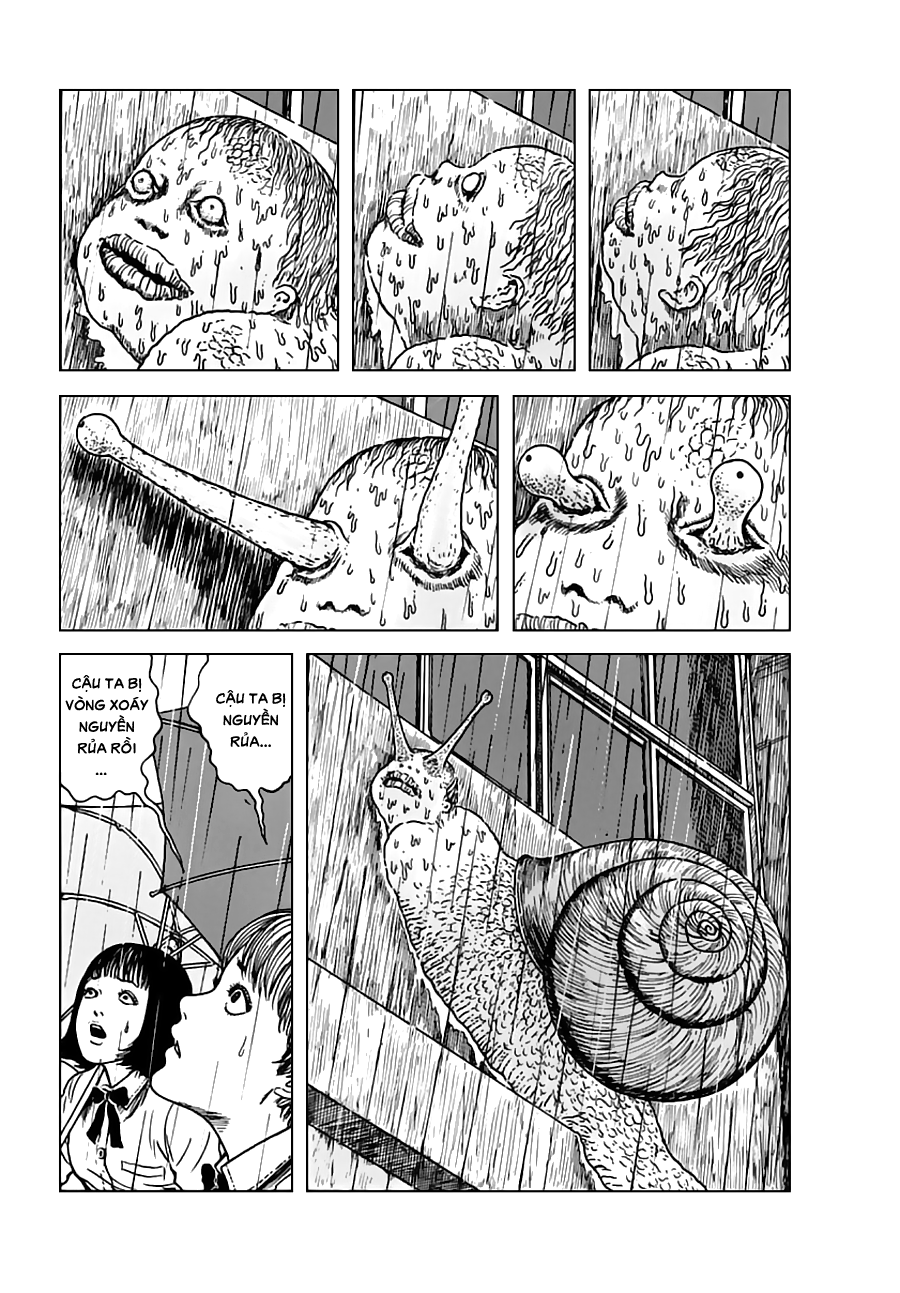 CẬU TA BỊ
NGUYỀN
RỦA...
CẬU TA BỊ
VÒNG XOÁY
NGUYỀN
RỦA RỒI
...